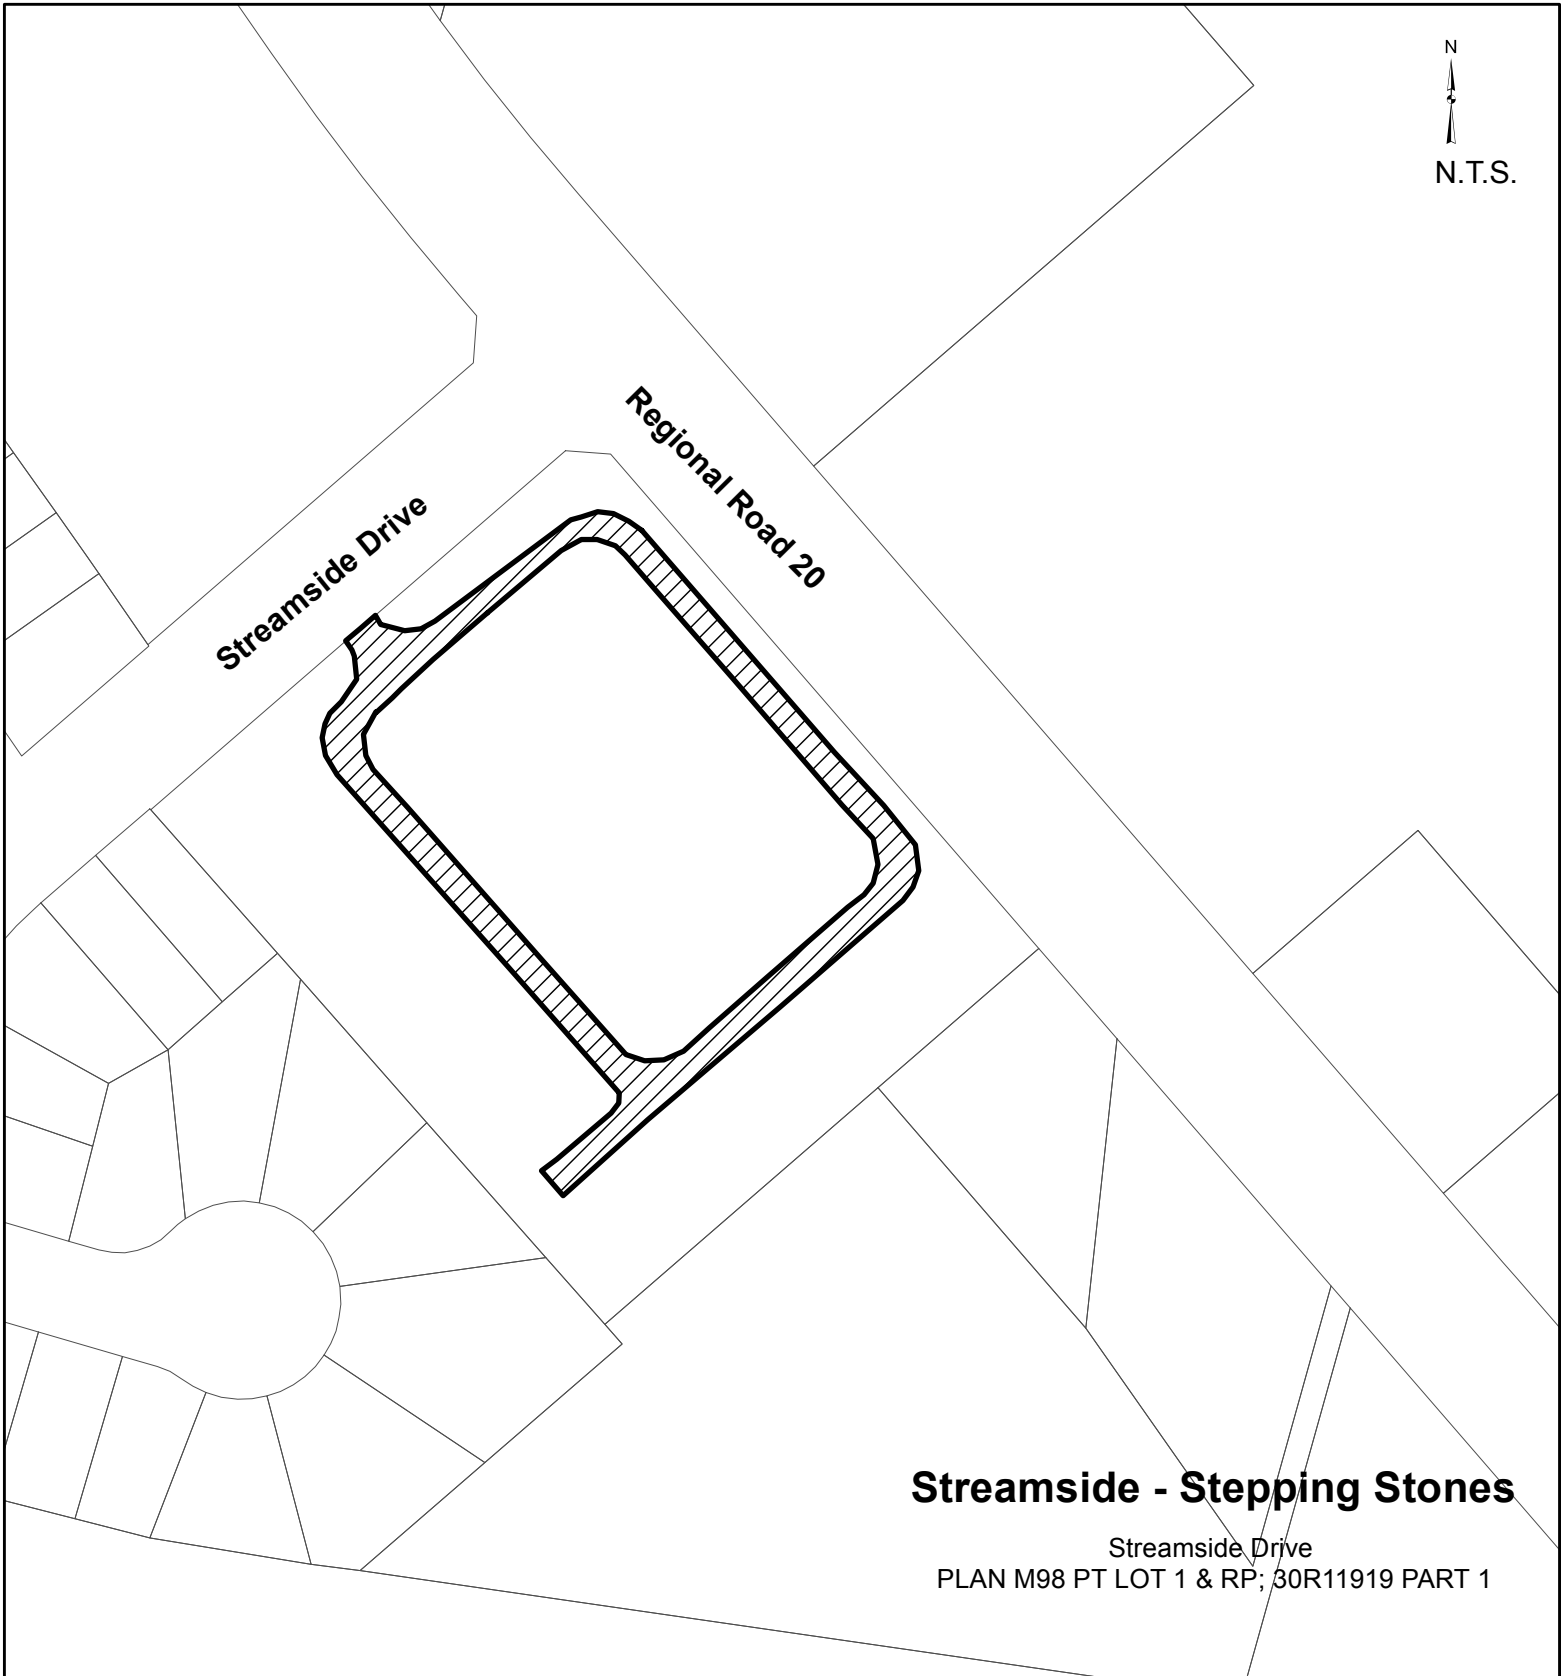 N
N.T.S.
Regional Road 20
Streamside Drive
Streamside - Stepping Stones
Streamside Drive
PLAN M98 PT LOT 1 & RP; 30R11919 PART 1